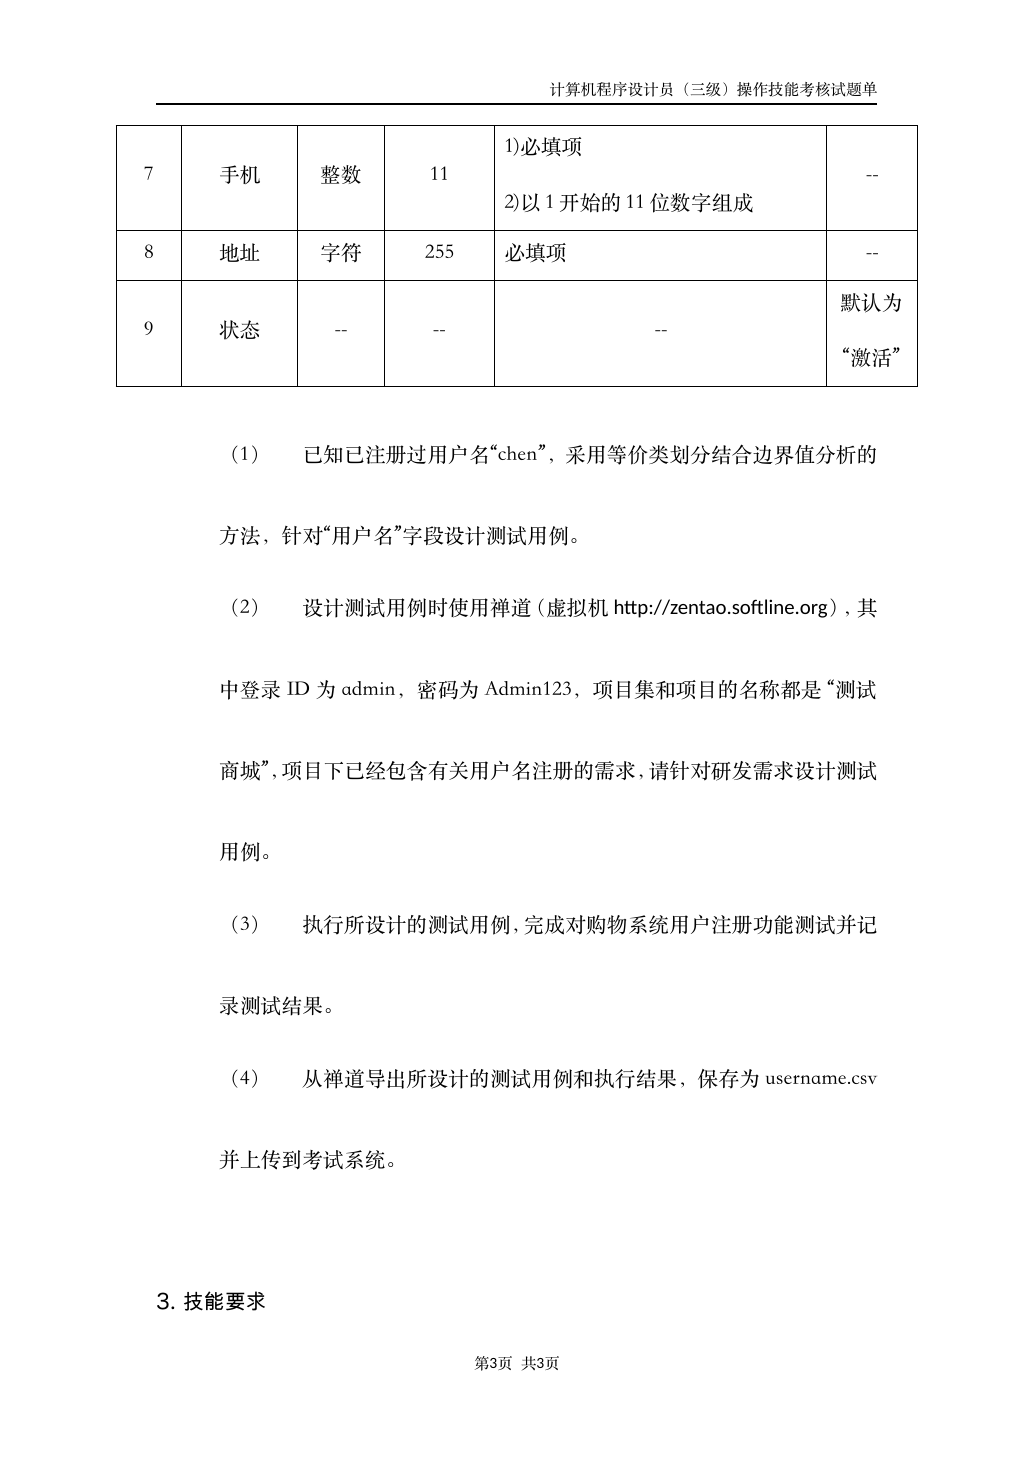 计算机程序设计员（三级）操作技能考核试题单
7 手机 整数 11 1)必填项 --
2)以 1 开始的 11 位数字组成
8 地址 字符 255 必填项 --
9 状态 -- -- -- 默认为
“激活”
（1） 已知已注册过用户名“chen”，采用等价类划分结合边界值分析的
方法，针对“用户名”字段设计测试用例。
（2） 设计测试用例时使用禅道（虚拟机 http://zentao.softline.org），其
中登录 ID 为 admin，密码为 Admin123，项目集和项目的名称都是 “测试
商城”，项目下已经包含有关用户名注册的需求，请针对研发需求设计测试
用例。
（3） 执行所设计的测试用例，完成对购物系统用户注册功能测试并记
录测试结果。
（4） 从禅道导出所设计的测试用例和执行结果，保存为 username.csv
并上传到考试系统。
3. 技能要求
第3页 共3页